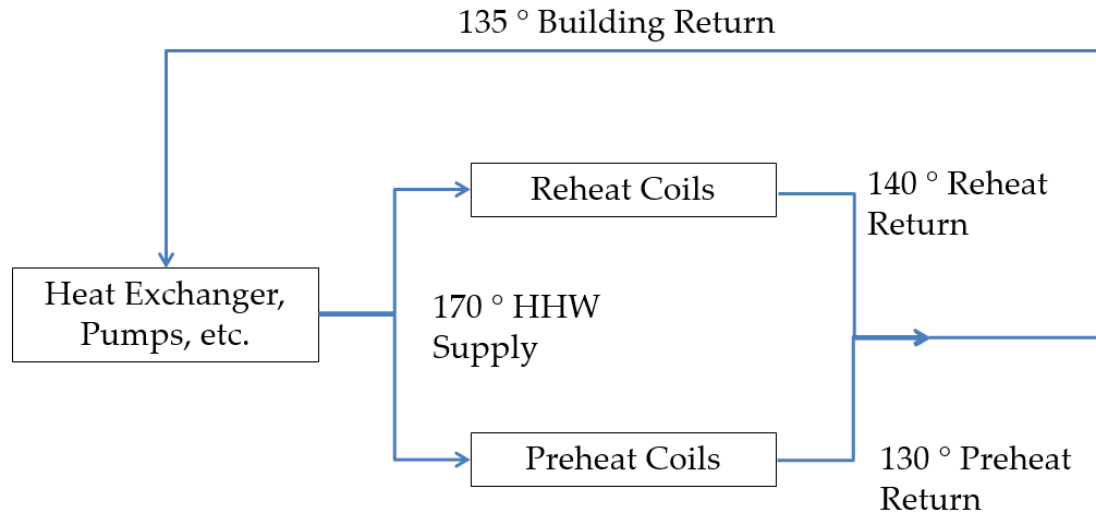 135 ° Building Return
Reheat Coils
140 ° Reheat
Return
Heat Exchanger,
Pumps, etc.
170 ° HHW
Supply
Preheat Coils
130 ° Preheat
Return